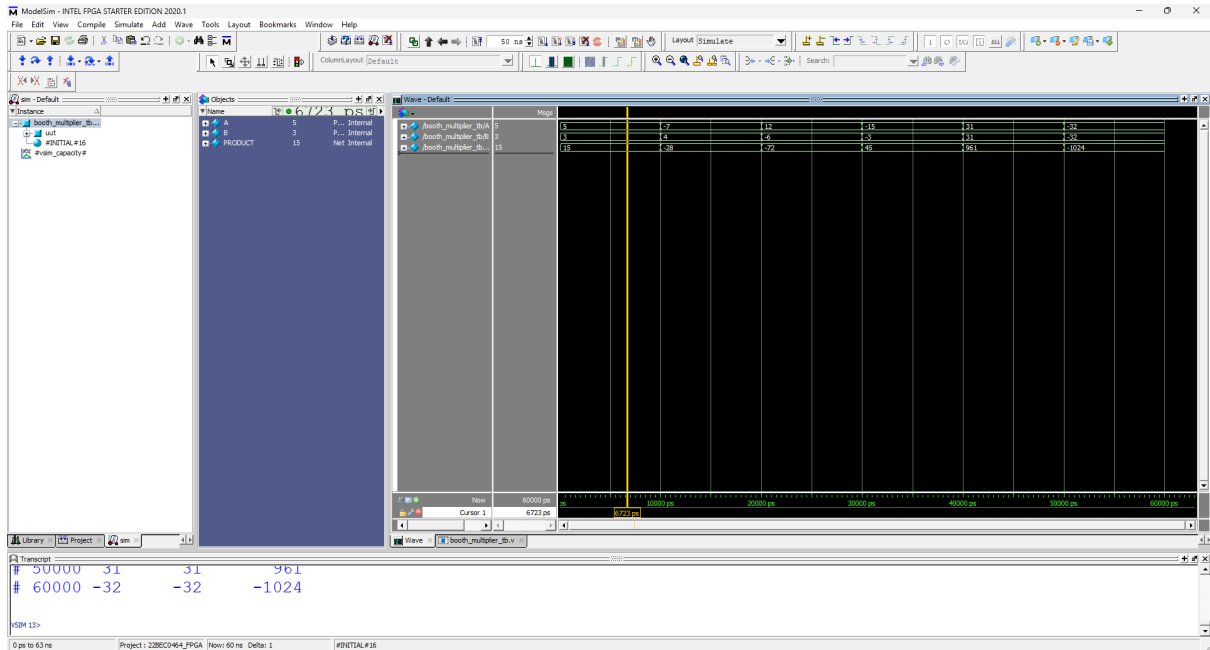 ModelSim - INTEL FPGA STARTER EDITION 2020.1
File Edit View Compile Simulate Add Wave Tools Layout Bookmarks Window Help
50 ns
Layout Simulate
ColumnLayout Default
Search:
sim - Default
Instance
booth_multiplier_tb...
uut
#INITIAL#16
#vsim_capacity#
Objects
Name 6723 ps
A 5 P... Internal
B 3 P... Internal
PRODUCT 15 Net Internal
Wave - Default
Msgs
/booth_multiplier_tb/A 5 5 -7 12 -15 31 -32
/booth_multiplier_tb/B 3 3 4 -6 -3 31 -32
/booth_multiplier_tb... 15 15 -28 -72 45 961 -1024
Now 60000 ps ps 10000 ps 20000 ps 30000 ps 40000 ps 50000 ps 60000 ps
Cursor 1 6723 ps 6723 ps
Library Project sim
Wave booth_multiplier_tb.v
Transcript
# 50000 31 31 961
# 60000 -32 -32 -1024
VSIM 13>
0 ps to 63 ns Project : 22BEC0464_FPGA Now: 60 ns Delta: 1 #INITIAL#16